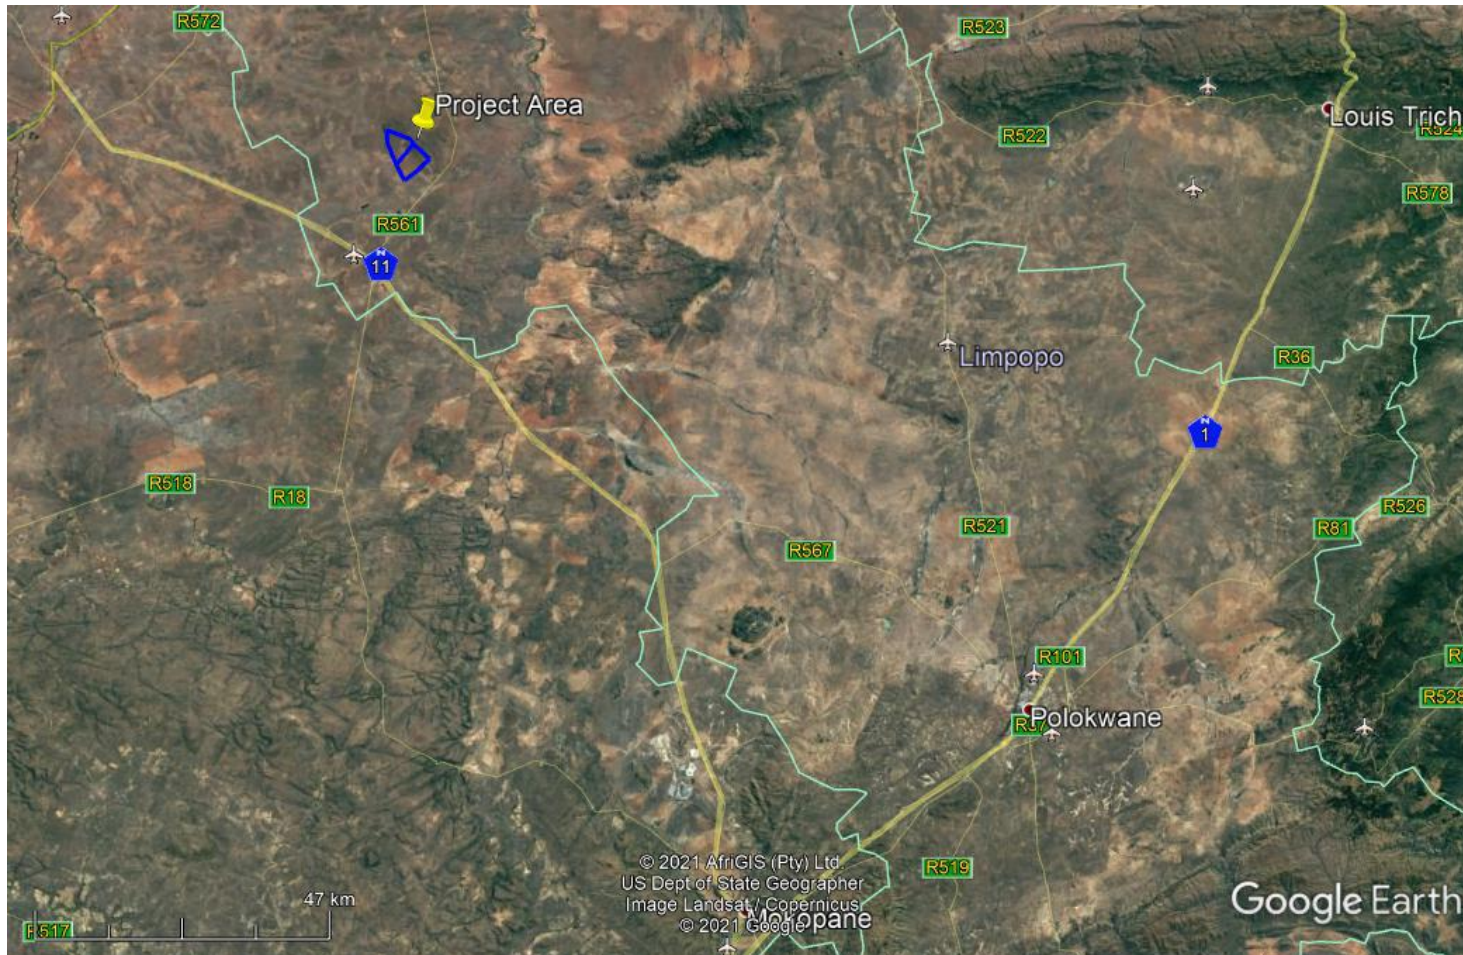 R572
R523
Project Area
R522
Louis Trich
R524
R578
R561
N
11
Limpopo
R36
N
1
R518
R18
R526
R521
R81
R567
R101
R528
Polokwane
R37
© 2021 AfriGIS (Pty) Ltd
US Dept of State Geographer
R519
Image Landsat / Copernicus
47 km
Google Earth
Mokopane
© 2021 Google
R517